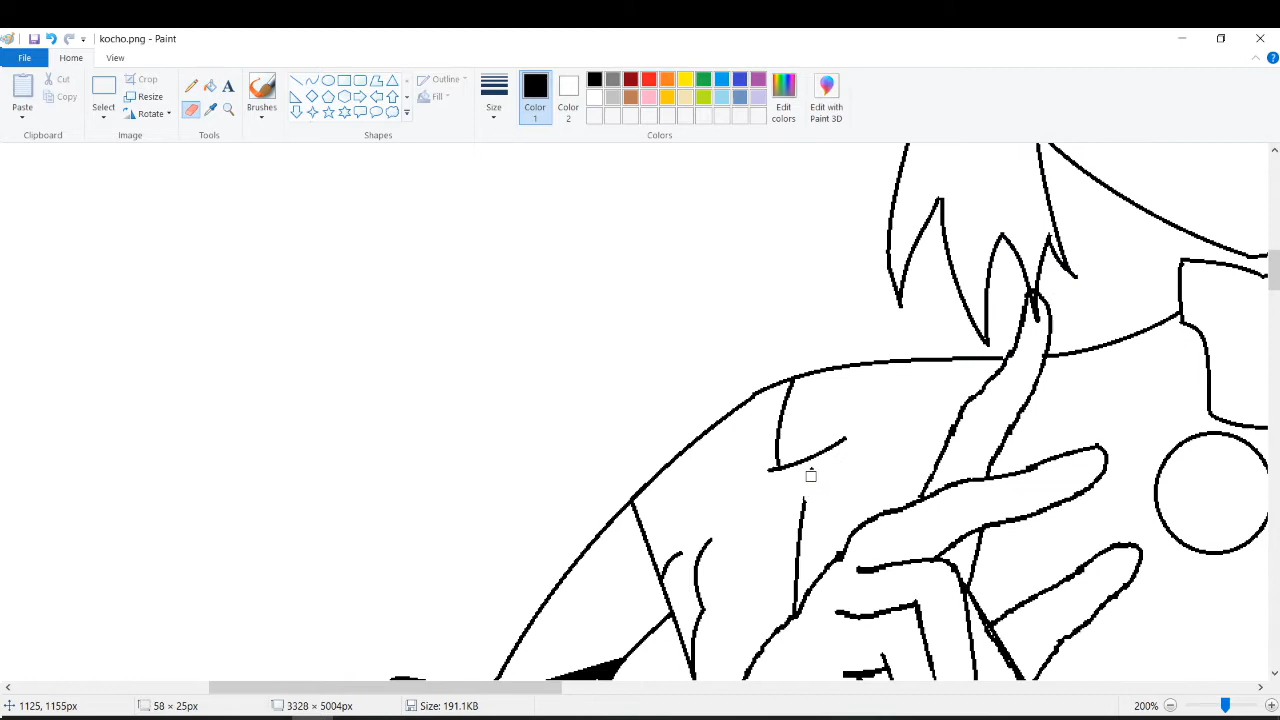 kocho.png - Paint
File Home View
Paste Cut Copy
Clipboard
Select Crop Resize Rotate
Image
A
Tools
Brushes
Outline Fill
Shapes
Size
Color 1
Color 2
Edit colors
Colors
Edit with Paint 3D
1125, 1155px 58 × 25px 3328 × 5004px Size: 191.1KB 200%